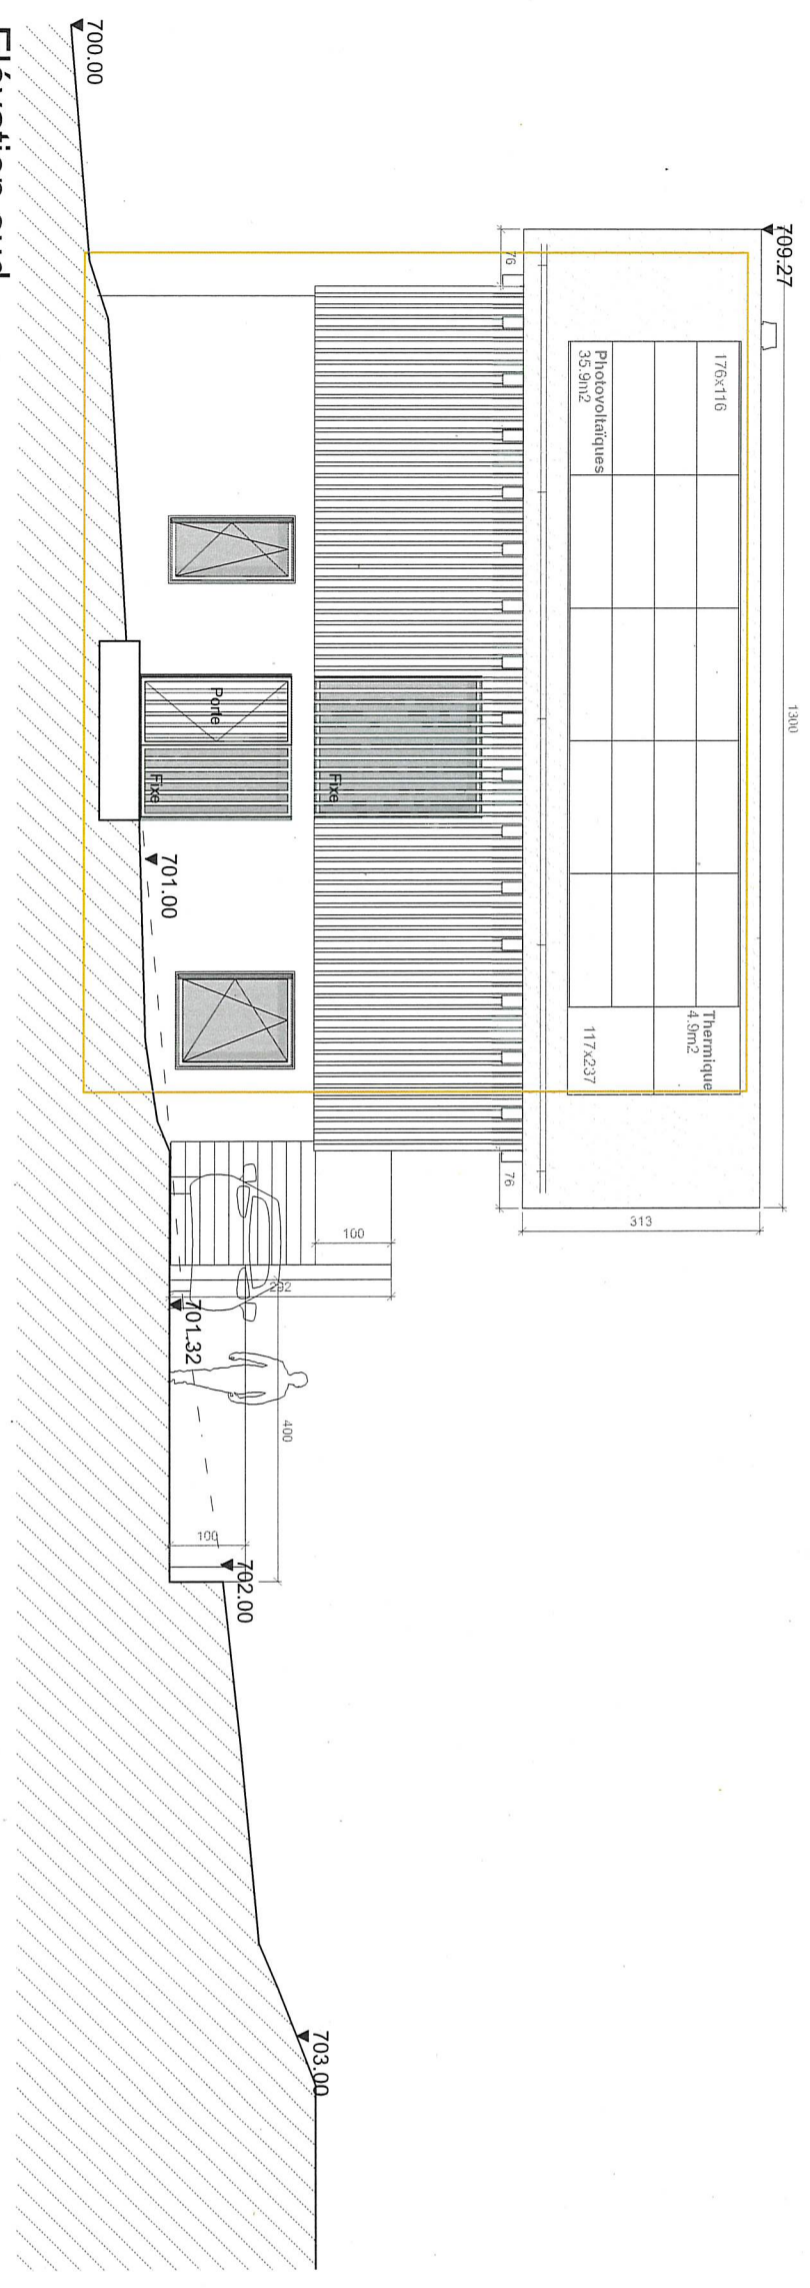 709.27
1300
176x116
Photovoltaïques
35.9m2
Thermique
4.9m2
117x237
76
76
313
100
292
400
100
Fixe
Porte
Fixe
700.00
701.00
701.32
702.00
703.00
Elévation sud